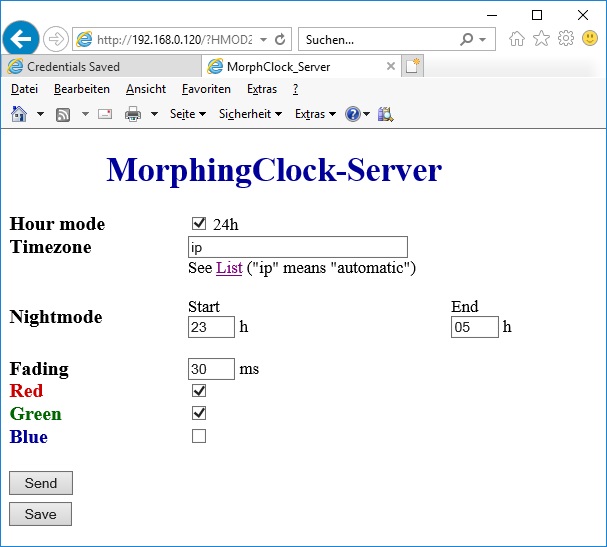 http://192.168.0.120/?HMOD2
Suchen...
Credentials Saved
MorphClock_Server
Datei Bearbeiten Ansicht Favoriten Extras ?
Seite Sicherheit Extras
MorphingClock-Server
Hour mode 24h
Timezone ip
See List ("ip" means "automatic")
Start End
Nightmode 23 h 05 h
Fading 30 ms
Red
Green
Blue
Send
Save